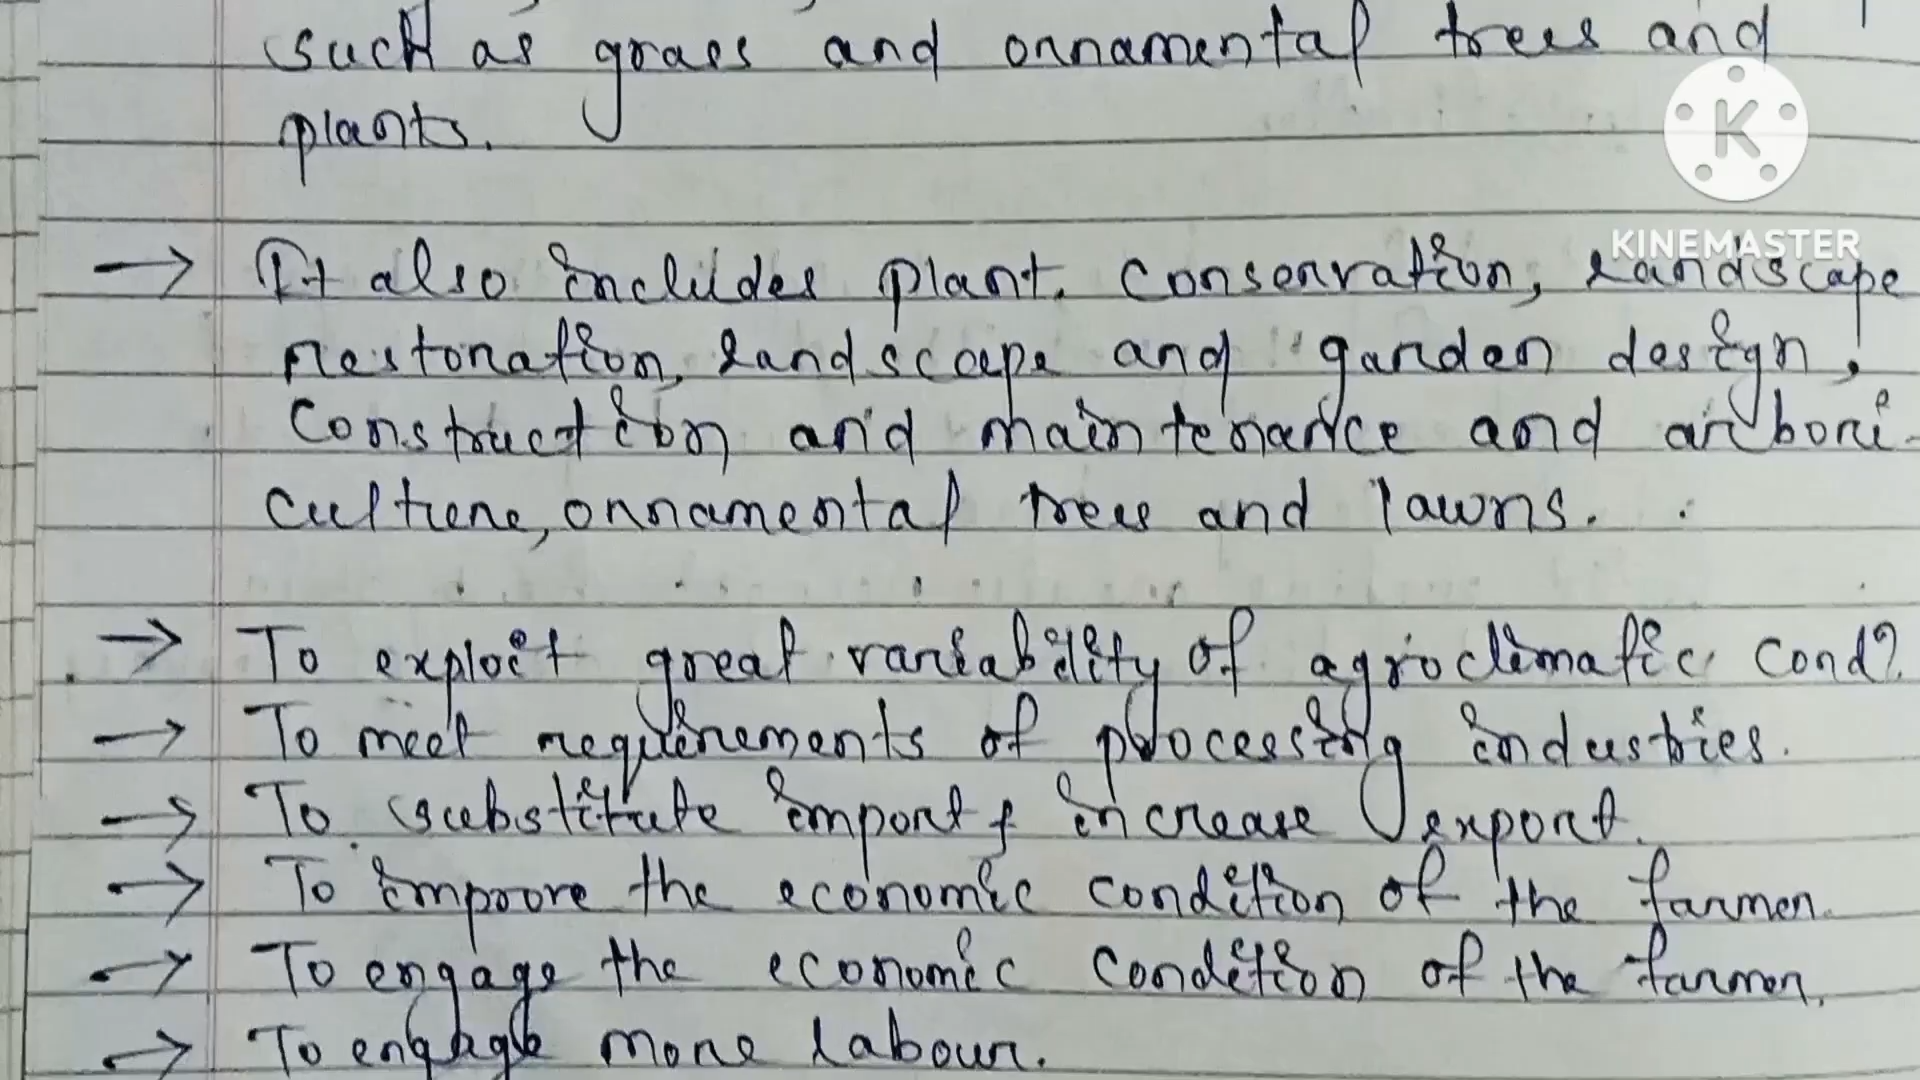 such as grass and ornamental trees and
plants.
KINEMASTER
→ It also includes plant. conservation, landscape
restoration, landscape and garden design,
construction and maintenance and arbori-
culture, ornamental trees and lawns.
→ To exploit great variability of agroclimatic condn.
→ To meet requirements of processing industries.
→ To substitute import & increase export.
→ To improve the economic condition of the farmer.
→ To engage the economic condition of the farmer.
→ To engage more labour.